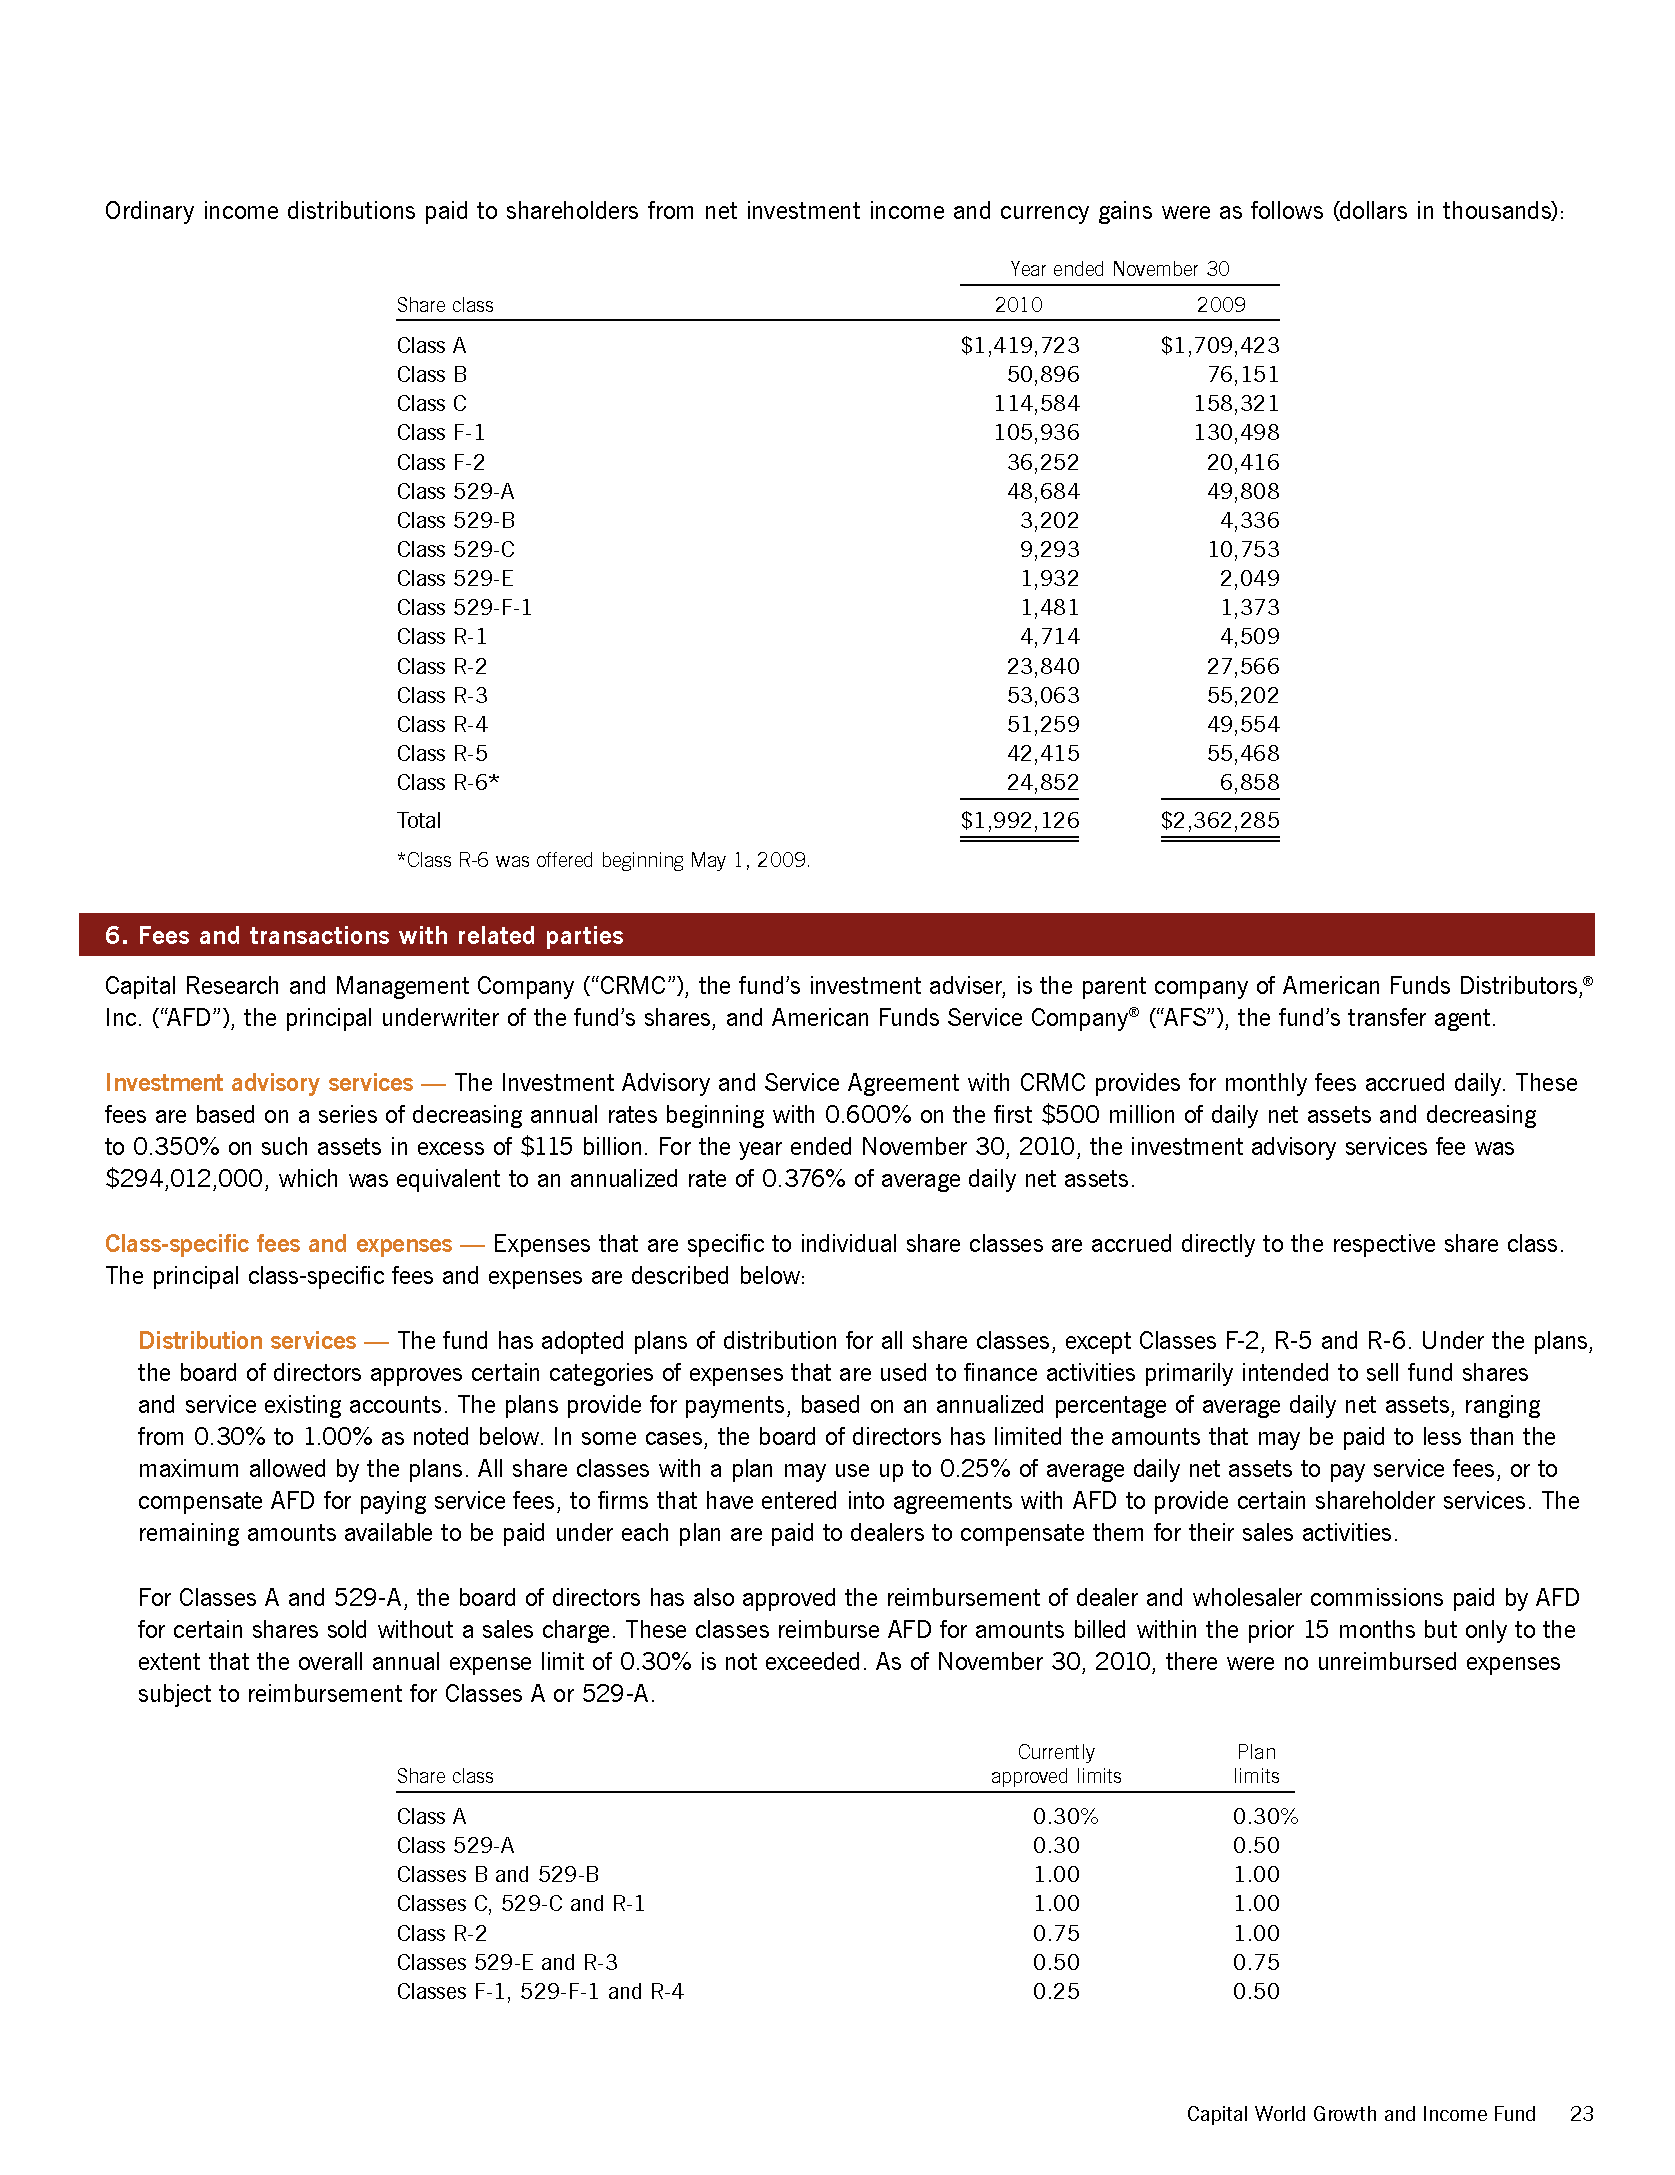 Ordinary income distributions paid to shareholders from net investment income and currency gains were as follows (dollars in thousands):
Year ended November 30
Share class 2010 2009
Class A $1,419,723 $1,709,423
Class B 50,896 76,151
Class C 114,584 158,321
Class F-1 105,936 130,498
Class F-2 36,252 20,416
Class 529-A 48,684 49,808
Class 529-B 3,202 4,336
Class 529-C 9,293 10,753
Class 529-E 1,932 2,049
Class 529-F-1 1,481 1,373
Class R-1 4,714 4,509
Class R-2 23,840 27,566
Class R-3 53,063 55,202
Class R-4 51,259 49,554
Class R-5 42,415 55,468
Class R-6* 24,852 6,858
Total $1,992,126 $2,362,285
*Class R-6 was offered beginning May 1, 2009.
6. Fees and transactions with related parties
Capital Research and Management Company (“CRMC”), the fund’s investment adviser, is the parent company of American Funds Distributors,®
Inc. (“AFD”), the principal underwriter of the fund’s shares, and American Funds Service Company® (“AFS”), the fund’s transfer agent.
Investment advisory services — The Investment Advisory and Service Agreement with CRMC provides for monthly fees accrued daily. These
fees are based on a series of decreasing annual rates beginning with 0.600% on the first $500 million of daily net assets and decreasing
to 0.350% on such assets in excess of $115 billion. For the year ended November 30, 2010, the investment advisory services fee was
$294,012,000, which was equivalent to an annualized rate of 0.376% of average daily net assets.
Class-specific fees and expenses — Expenses that are specific to individual share classes are accrued directly to the respective share class.
The principal class-specific fees and expenses are described below:
Distribution services — The fund has adopted plans of distribution for all share classes, except Classes F-2, R-5 and R-6. Under the plans,
the board of directors approves certain categories of expenses that are used to finance activities primarily intended to sell fund shares
and service existing accounts. The plans provide for payments, based on an annualized percentage of average daily net assets, ranging
from 0.30% to 1.00% as noted below. In some cases, the board of directors has limited the amounts that may be paid to less than the
maximum allowed by the plans. All share classes with a plan may use up to 0.25% of average daily net assets to pay service fees, or to
compensate AFD for paying service fees, to firms that have entered into agreements with AFD to provide certain shareholder services. The
remaining amounts available to be paid under each plan are paid to dealers to compensate them for their sales activities.
For Classes A and 529-A, the board of directors has also approved the reimbursement of dealer and wholesaler commissions paid by AFD
for certain shares sold without a sales charge. These classes reimburse AFD for amounts billed within the prior 15 months but only to the
extent that the overall annual expense limit of 0.30% is not exceeded. As of November 30, 2010, there were no unreimbursed expenses
subject to reimbursement for Classes A or 529-A.
Currently Plan
Share class approved limits limits
Class A 0.30% 0.30%
Class 529-A 0.30 0.50
Classes B and 529-B 1.00 1.00
Classes C, 529-C and R-1 1.00 1.00
Class R-2 0.75 1.00
Classes 529-E and R-3 0.50 0.75
Classes F-1, 529-F-1 and R-4 0.25 0.50
Capital World Growth and Income Fund 23